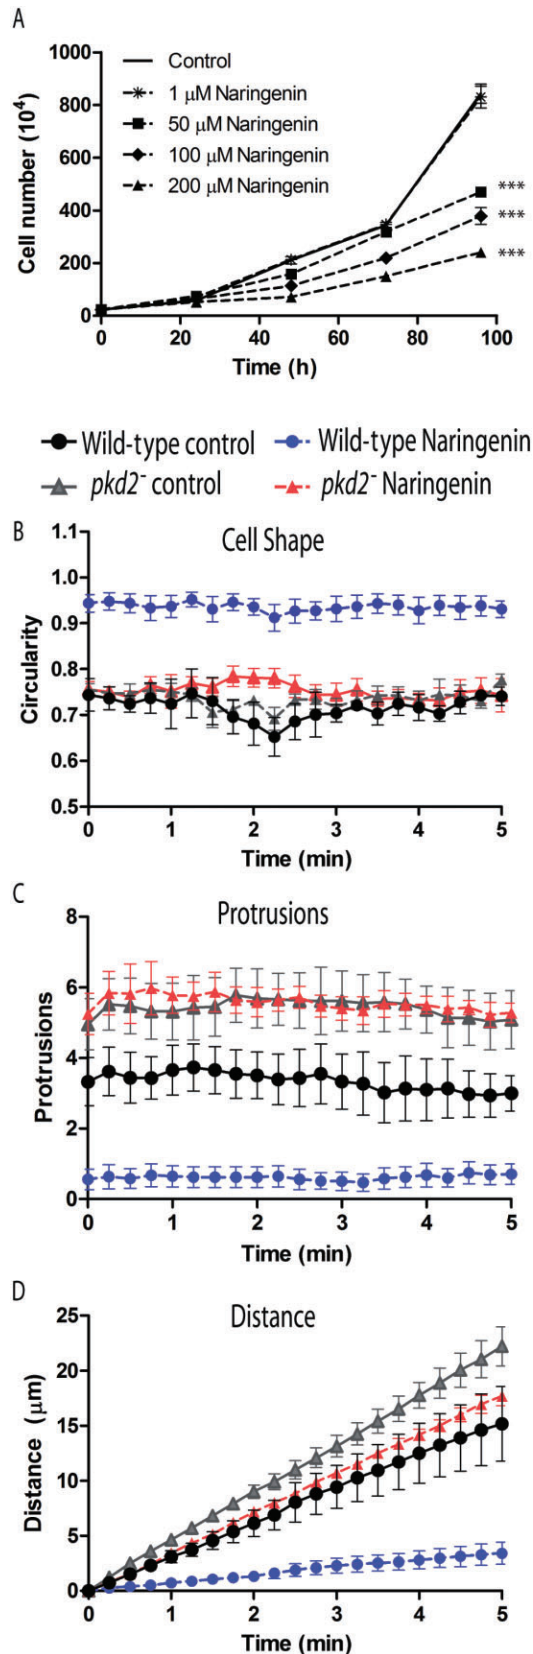 A
Control
1 μM Naringenin
50 μM Naringenin
100 μM Naringenin
200 μM Naringenin
1000
800
600
400
200
0
Cell number (10⁴)
***
***
***
0 20 40 60 80 100
Time (h)
Wild-type control Wild-type Naringenin
pkd2⁻ control pkd2⁻ Naringenin
B
Cell Shape
1.1
1.0
0.9
0.8
0.7
0.6
0.5
Circularity
0 1 2 3 4 5
Time (min)
C
Protrusions
8
6
4
2
0
Protrusions
0 1 2 3 4 5
Time (min)
D
Distance
25
20
15
10
5
0
Distance (μm)
0 1 2 3 4 5
Time (min)